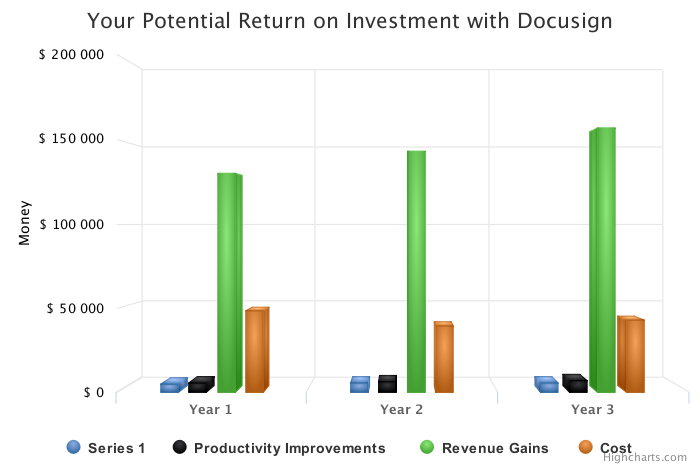 Your Potential Return on Investment with Docusign
$ 200 000
$ 150 000
$ 100 000
$ 50 000
$ 0
Money
Year 1
Year 2
Year 3
Series 1
Productivity Improvements
Revenue Gains
Cost
Highcharts.com